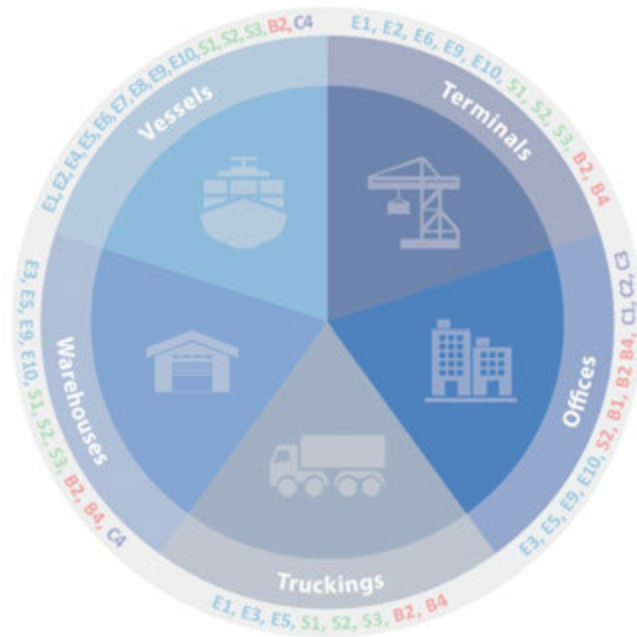 E1, E2, E4, E5, E6, E7, E8, E9, E10, S1, S2, S3, B2, C4
Vessels
E1, E2, E6, E9, E10, S1, S2, S3, B2, B4
Terminals
C1, C2, C3
E3, E5, E9, E10, S2, B1, B2 B4,
Offices
E3, E5, E9, E10, S1, S2, S3, B2, B4, C4
Warehouses
Truckings
E1, E3, E5, S1, S2, S3, B2, B4